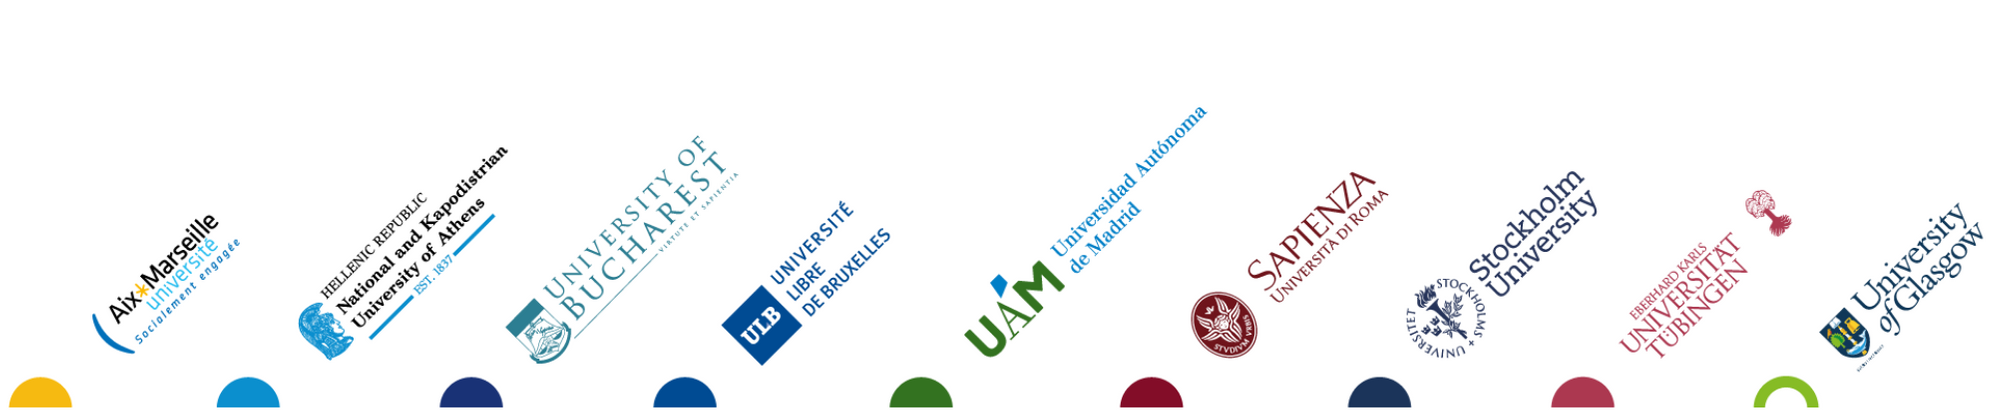 Aix*Marseille
université
Socialement engagée
HELLENIC REPUBLIC
National and Kapodistrian
University of Athens
EST. 1837
UNIVERSITY OF
BUCHAREST
VIRTUTE ET SAPIENTIA
ULB
UNIVERSITÉ
LIBRE
DE BRUXELLES
UAM
Universidad Autónoma
de Madrid
STVDIVM VRBIS
SAPIENZA
UNIVERSITÀ DI ROMA
STOCKHOLMS + UNIVERSITET
Stockholm
University
EBERHARD KARLS
UNIVERSITÄT
TÜBINGEN
University
of Glasgow